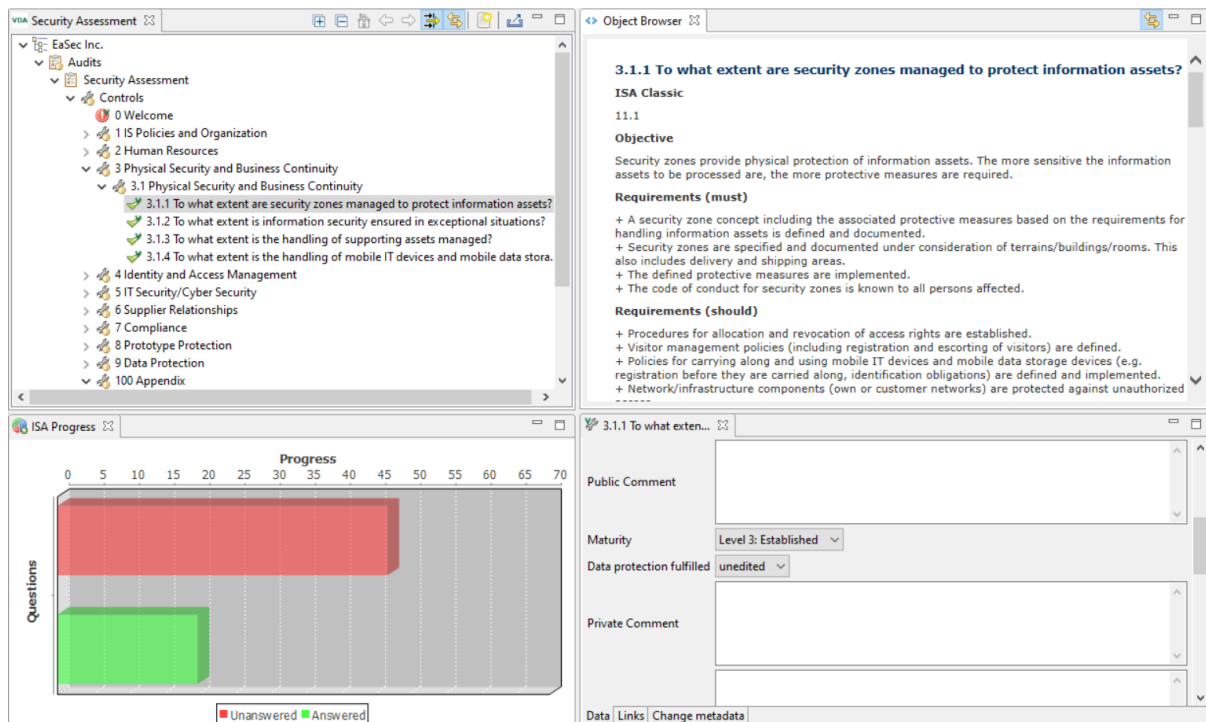 VDA Security Assessment
EaSec Inc.
Audits
Security Assessment
Controls
0 Welcome
1 IS Policies and Organization
2 Human Resources
3 Physical Security and Business Continuity
3.1 Physical Security and Business Continuity
3.1.1 To what extent are security zones managed to protect information assets?
3.1.2 To what extent is information security ensured in exceptional situations?
3.1.3 To what extent is the handling of supporting assets managed?
3.1.4 To what extent is the handling of mobile IT devices and mobile data stora.
4 Identity and Access Management
5 IT Security/Cyber Security
6 Supplier Relationships
7 Compliance
8 Prototype Protection
9 Data Protection
100 Appendix
Object Browser
3.1.1 To what extent are security zones managed to protect information assets?
ISA Classic
11.1
Objective
Security zones provide physical protection of information assets. The more sensitive the information
assets to be processed are, the more protective measures are required.
Requirements (must)
+ A security zone concept including the associated protective measures based on the requirements for
handling information assets is defined and documented.
+ Security zones are specified and documented under consideration of terrains/buildings/rooms. This
also includes delivery and shipping areas.
+ The defined protective measures are implemented.
+ The code of conduct for security zones is known to all persons affected.
Requirements (should)
+ Procedures for allocation and revocation of access rights are established.
+ Visitor management policies (including registration and escorting of visitors) are defined.
+ Policies for carrying along and using mobile IT devices and mobile data storage devices (e.g.
registration before they are carried along, identification obligations) are defined and implemented.
+ Network/infrastructure components (own or customer networks) are protected against unauthorized
ISA Progress
Progress
0 5 10 15 20 25 30 35 40 45 50 55 60 65 70
Questions
Unanswered Answered
3.1.1 To what exten...
Public Comment
Maturity Level 3: Established
Data protection fulfilled unedited
Private Comment
Data Links Change metadata